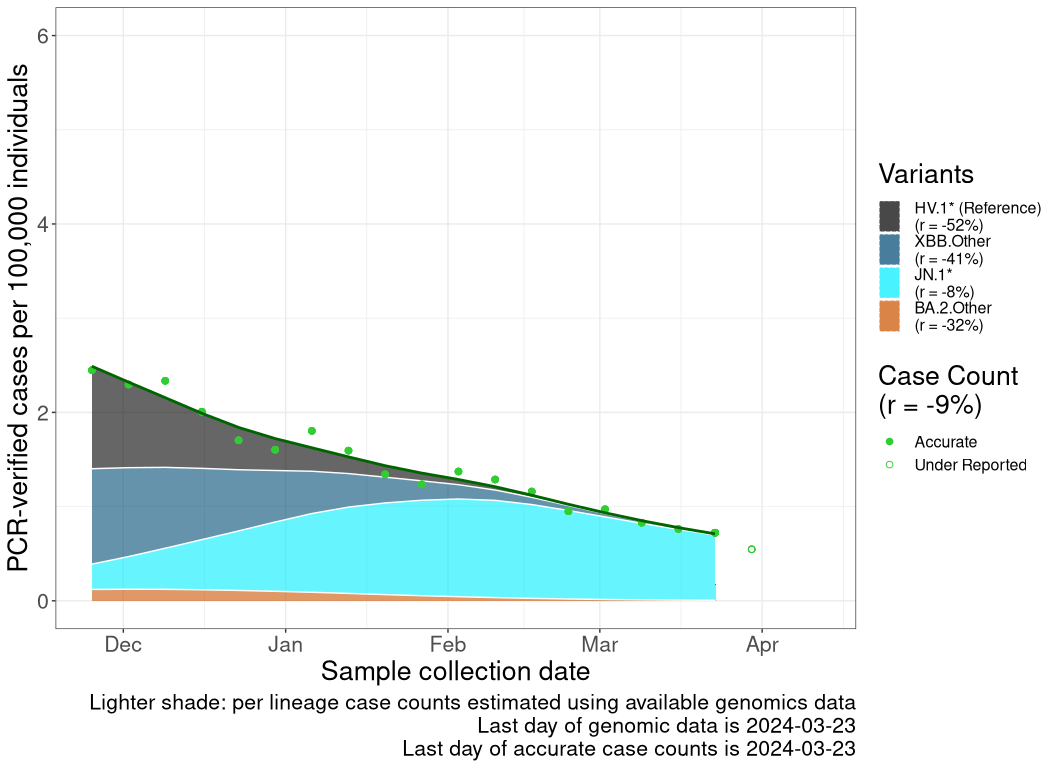 PCR-verified cases per 100,000 individuals
6
4
2
0
Dec
Jan
Feb
Mar
Apr
Sample collection date
Lighter shade: per lineage case counts estimated using available genomics data
Last day of genomic data is 2024-03-23
Last day of accurate case counts is 2024-03-23
Variants
HV.1* (Reference)
(r = -52%)
XBB.Other
(r = -41%)
JN.1*
(r = -8%)
BA.2.Other
(r = -32%)
Case Count
(r = -9%)
Accurate
Under Reported